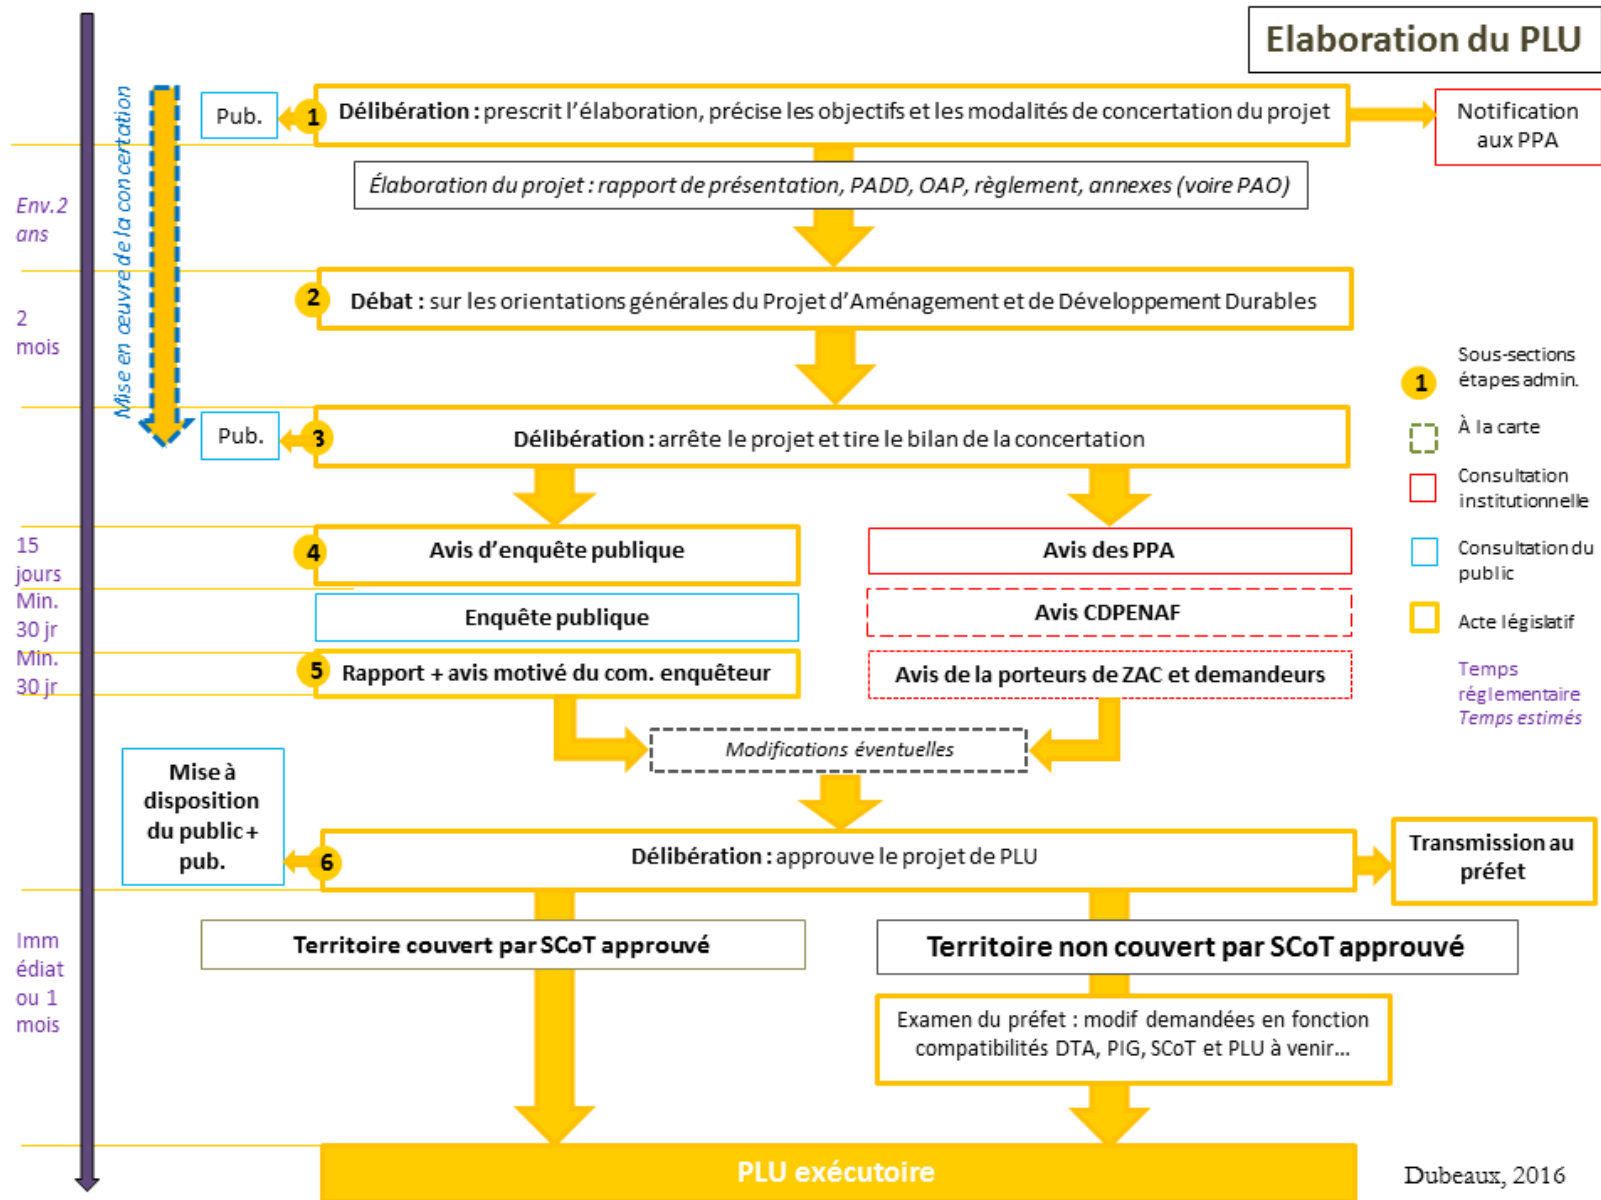 Elaboration du PLU
Mise en œuvre de la concertation
Pub.
1
Délibération : prescrit l'élaboration, précise les objectifs et les modalités de concertation du projet
Notification
aux PPA
Élaboration du projet : rapport de présentation, PADD, OAP, règlement, annexes (voire PAO)
Env.2
ans
2
Débat : sur les orientations générales du Projet d'Aménagement et de Développement Durables
2
mois
Pub.
3
Délibération : arrête le projet et tire le bilan de la concertation
1
Sous-sections
étapes admin.
À la carte
Consultation
institutionnelle
Consultation du
public
Acte législatif
Temps
réglementaire
Temps estimés
15
jours
4
Avis d'enquête publique
Avis des PPA
Min.
30 jr
Enquête publique
Avis CDPENAF
Min.
30 jr
5
Rapport + avis motivé du com. enquêteur
Avis de la porteurs de ZAC et demandeurs
Modifications éventuelles
Mise à
disposition
du public +
pub.
6
Délibération : approuve le projet de PLU
Transmission au
préfet
Imm
édiat
ou 1
mois
Territoire couvert par SCoT approuvé
Territoire non couvert par SCoT approuvé
Examen du préfet : modif demandées en fonction
compatibilités DTA, PIG, SCoT et PLU à venir...
PLU exécutoire
Dubeaux, 2016